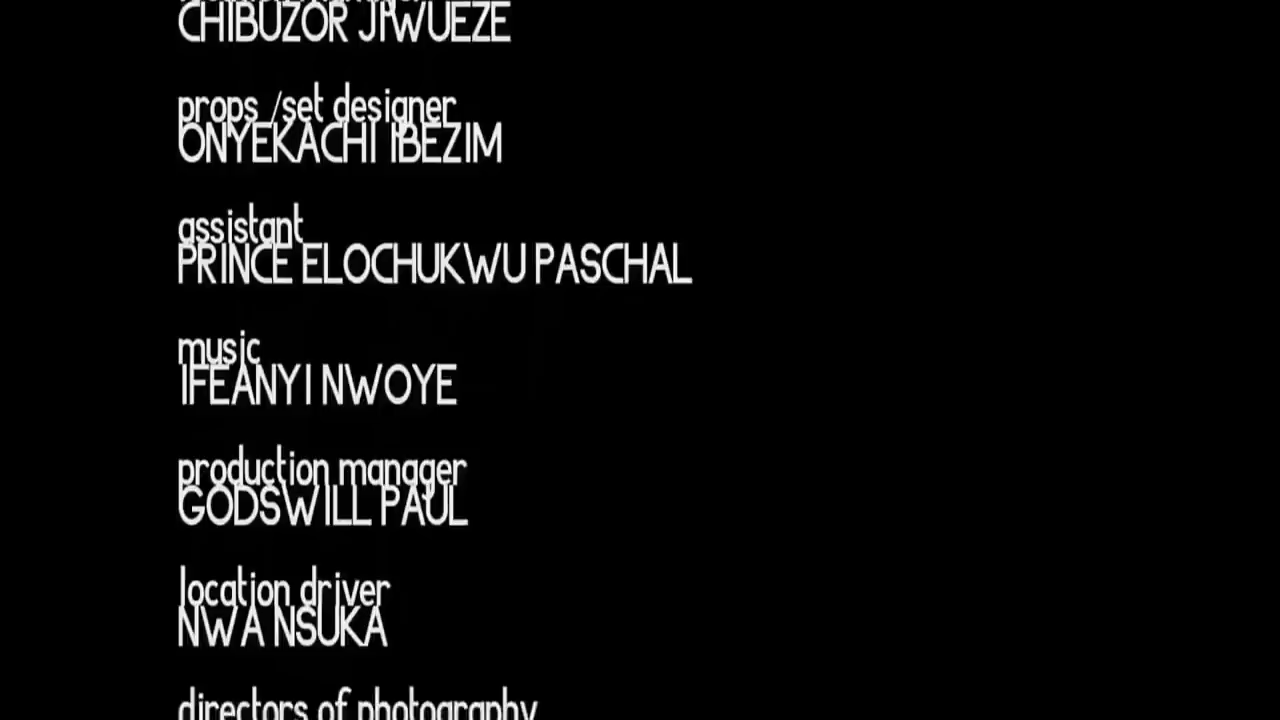 CHIBUZOR JIWUEZE
props /set designer
ONYEKACHI IBEZIM
assistant
PRINCE ELOCHUKWU PASCHAL
music
IFEANYI NWOYE
production manager
GODSWILL PAUL
location driver
NWA NSUKA
directors of photography